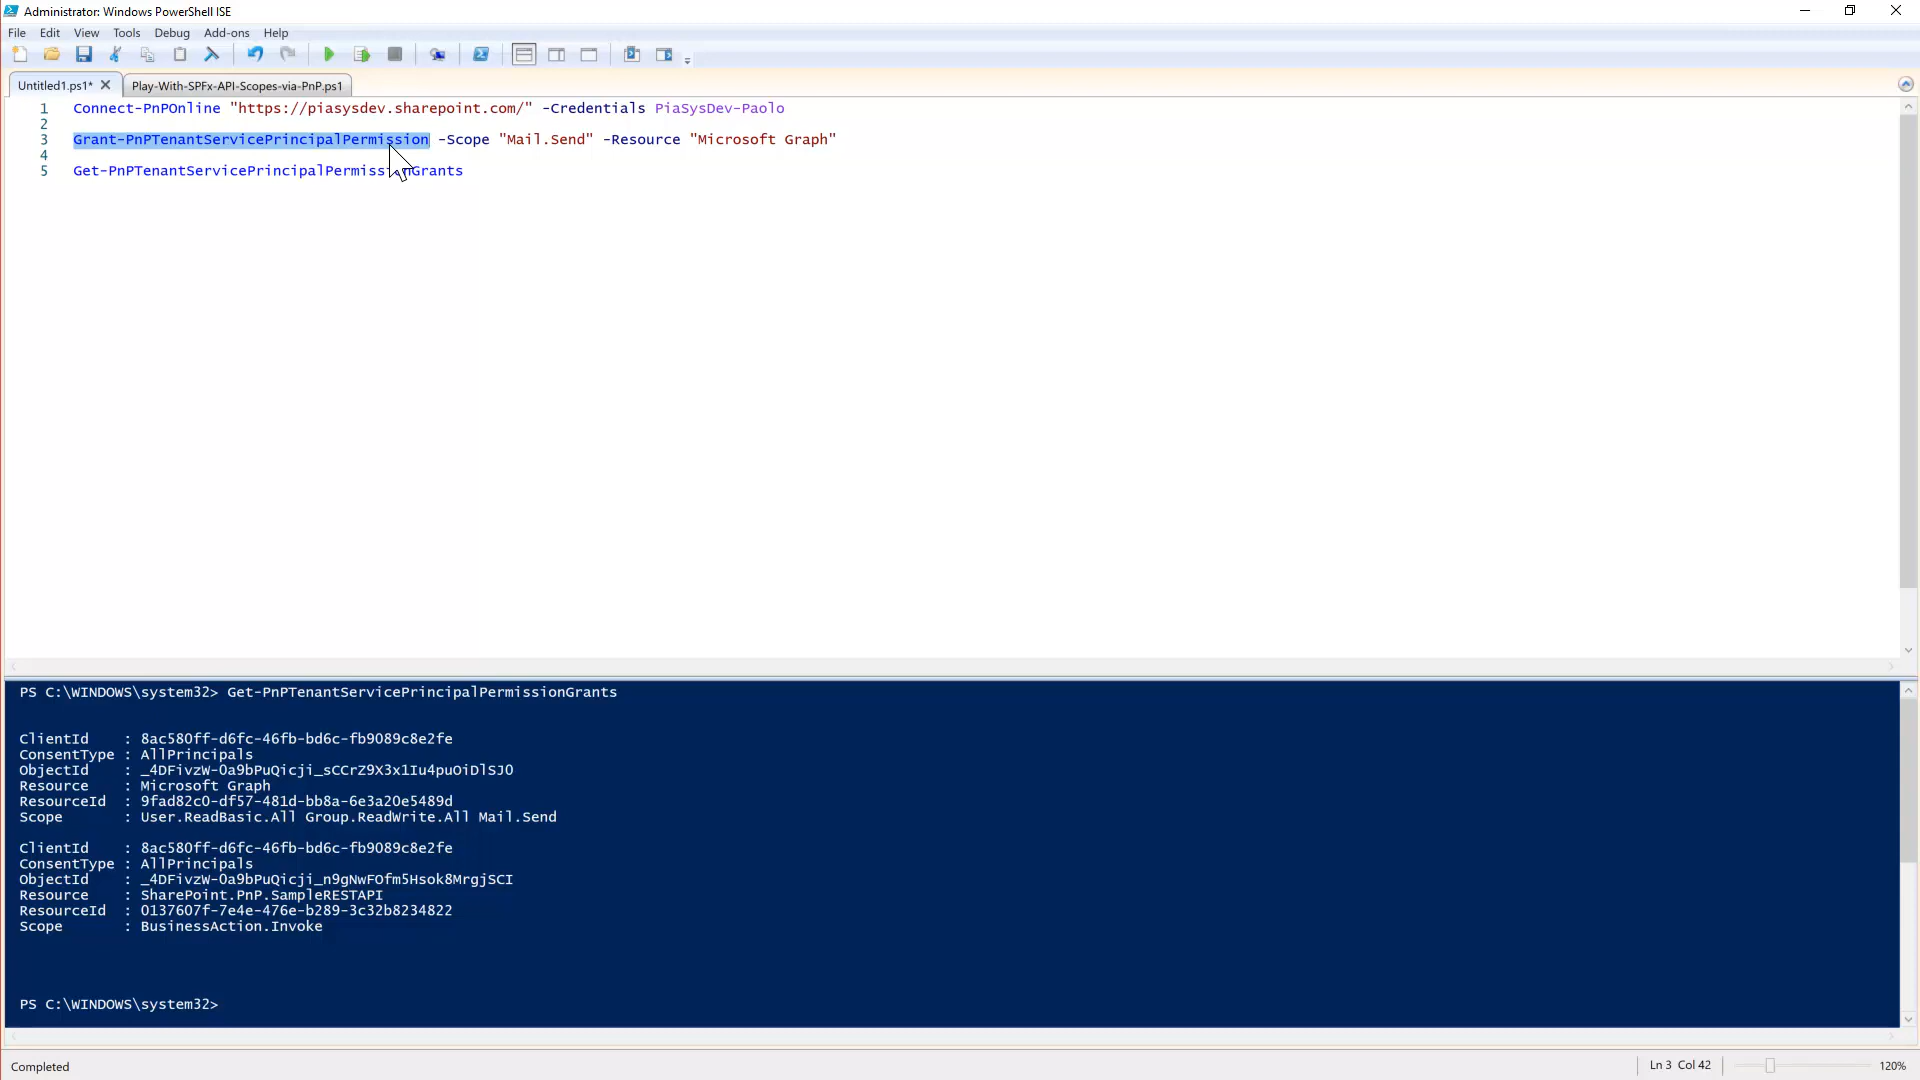 Administrator: Windows PowerShell ISE
File Edit View Tools Debug Add-ons Help
Untitled1.ps1* Play-With-SPFx-API-Scopes-via-PnP.ps1
1 Connect-PnPOnline "https://piasysdev.sharepoint.com/" -Credentials PiaSysDev-Paolo
2
3 Grant-PnPTenantServicePrincipalPermission -Scope "Mail.Send" -Resource "Microsoft Graph"
4
5 Get-PnPTenantServicePrincipalPermissionGrants
PS C:\WINDOWS\system32> Get-PnPTenantServicePrincipalPermissionGrants
ClientId : 8ac580ff-d6fc-46fb-bd6c-fb9089c8e2fe
ConsentType : AllPrincipals
ObjectId : _4DFivzW-0a9bPuQicji_sCCrZ9X3x1Iu4puOiDlSJ0
Resource : Microsoft Graph
ResourceId : 9fad82c0-df57-481d-bb8a-6e3a20e5489d
Scope : User.ReadBasic.All Group.ReadWrite.All Mail.Send
ClientId : 8ac580ff-d6fc-46fb-bd6c-fb9089c8e2fe
ConsentType : AllPrincipals
ObjectId : _4DFivzW-0a9bPuQicji_n9gNwFOfm5Hsok8MrgjSCI
Resource : SharePoint.PnP.SampleRESTAPI
ResourceId : 0137607f-7e4e-476e-b289-3c32b8234822
Scope : BusinessAction.Invoke
PS C:\WINDOWS\system32>
Completed Ln 3 Col 42 120%